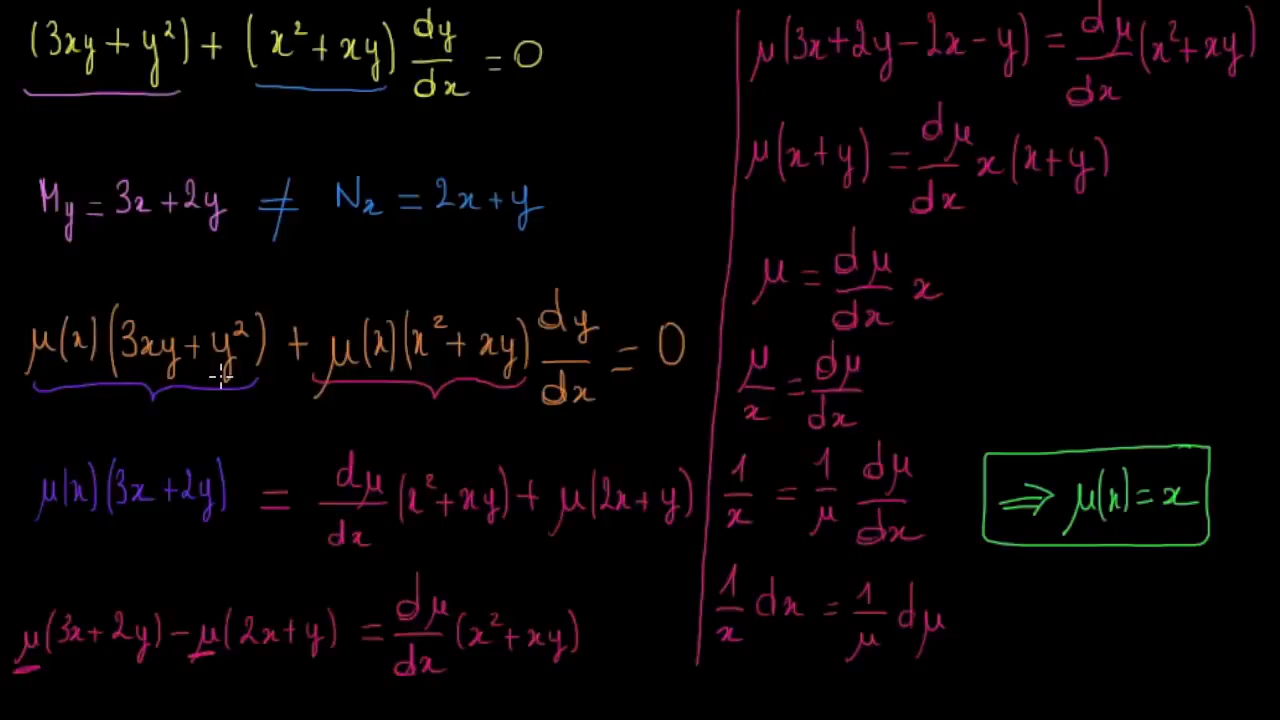 (3xy + y²) + (x² + xy) dy/dx = 0
My = 3x + 2y ≠ Nx = 2x + y
μ(x)(3xy + y²) + μ(x)(x² + xy) dy/dx = 0
μ(x)(3x + 2y) = dμ/dx (x² + xy) + μ(2x + y)
μ(3x + 2y) − μ(2x + y) = dμ/dx (x² + xy)
μ(3x + 2y − 2x − y) = dμ/dx (x² + xy)
μ(x + y) = dμ/dx x(x + y)
μ = dμ/dx x
μ/x = dμ/dx
1/x = 1/μ dμ/dx
1/x dx = 1/μ dμ
⇒ μ(x) = x